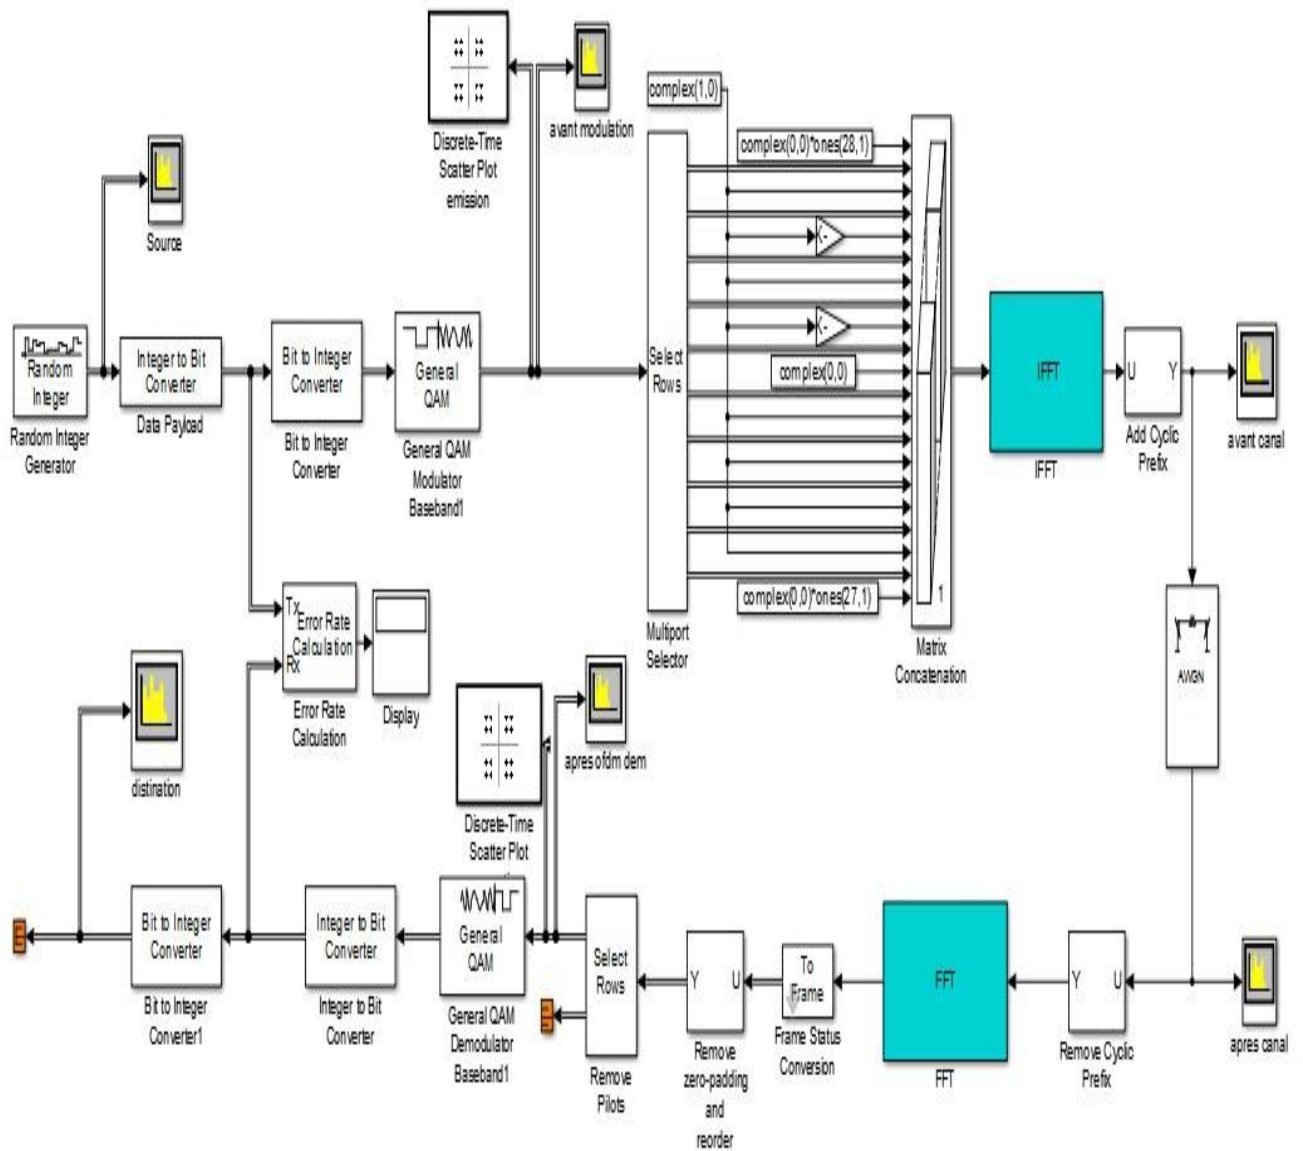 Discrete-Time
Scatter Plot
emission
avant modulation
Source
complex(1,0)
complex(0,0)*ones(28,1)
Random
Integer
Random Integer
Generator
Integer to Bit
Converter
Data Payload
Bit to Integer
Converter
Bit to Integer
Converter
General
QAM
General QAM
Modulator
Baseband1
Select
Rows
Multiport
Selector
complex(0,0)
complex(0,0)*ones(27,1)
1
Matrix
Concatenation
IFFT
IFFT
U Y
Add Cyclic
Prefix
avant canal
Tx
Rx
Error Rate
Calculation
Error Rate
Calculation
Display
AWGN
distination
Discrete-Time
Scatter Plot
apres ofdm dem
Bit to Integer
Converter
Bit to Integer
Converter1
Integer to Bit
Converter
Integer to Bit
Converter
General
QAM
General QAM
Demodulator
Baseband1
Select
Rows
Remove
Pilots
Y U
Remove
zero-padding
and
reorder
To
Frame
Frame Status
Conversion
FFT
FFT
Y U
Remove Cyclic
Prefix
apres canal